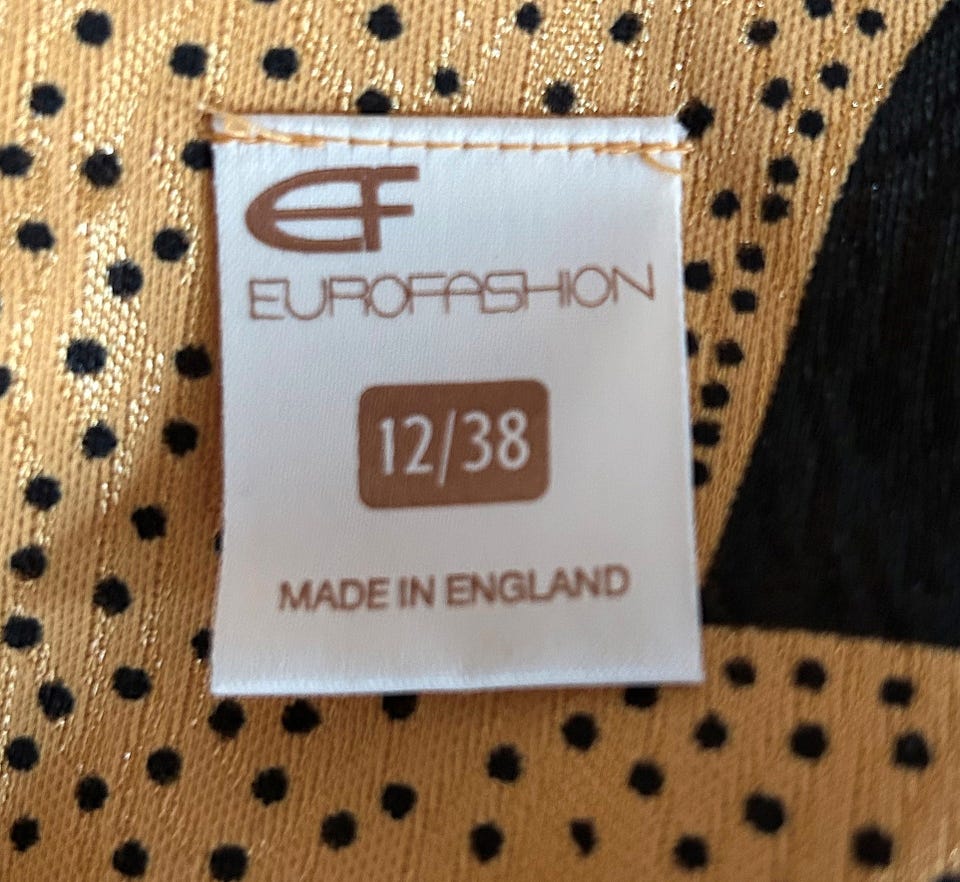 EF
EUROFASHION
12/38
MADE IN ENGLAND